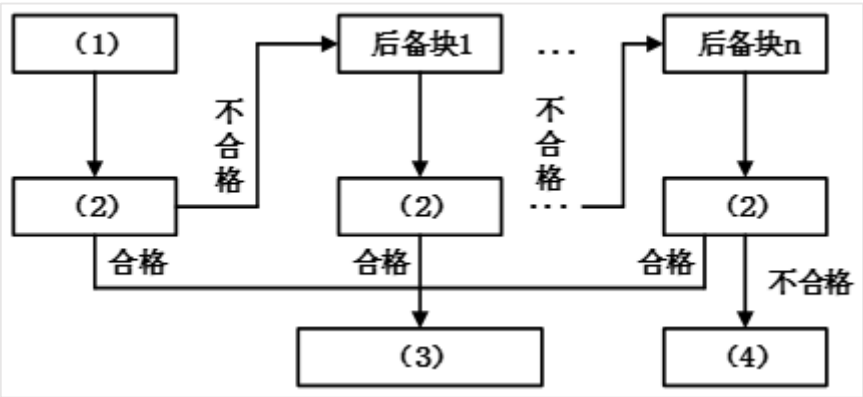 （1）
后备块1
...
后备块n
不合格
不合格
（2）
（2）
...
（2）
合格
合格
合格
不合格
（3）
（4）